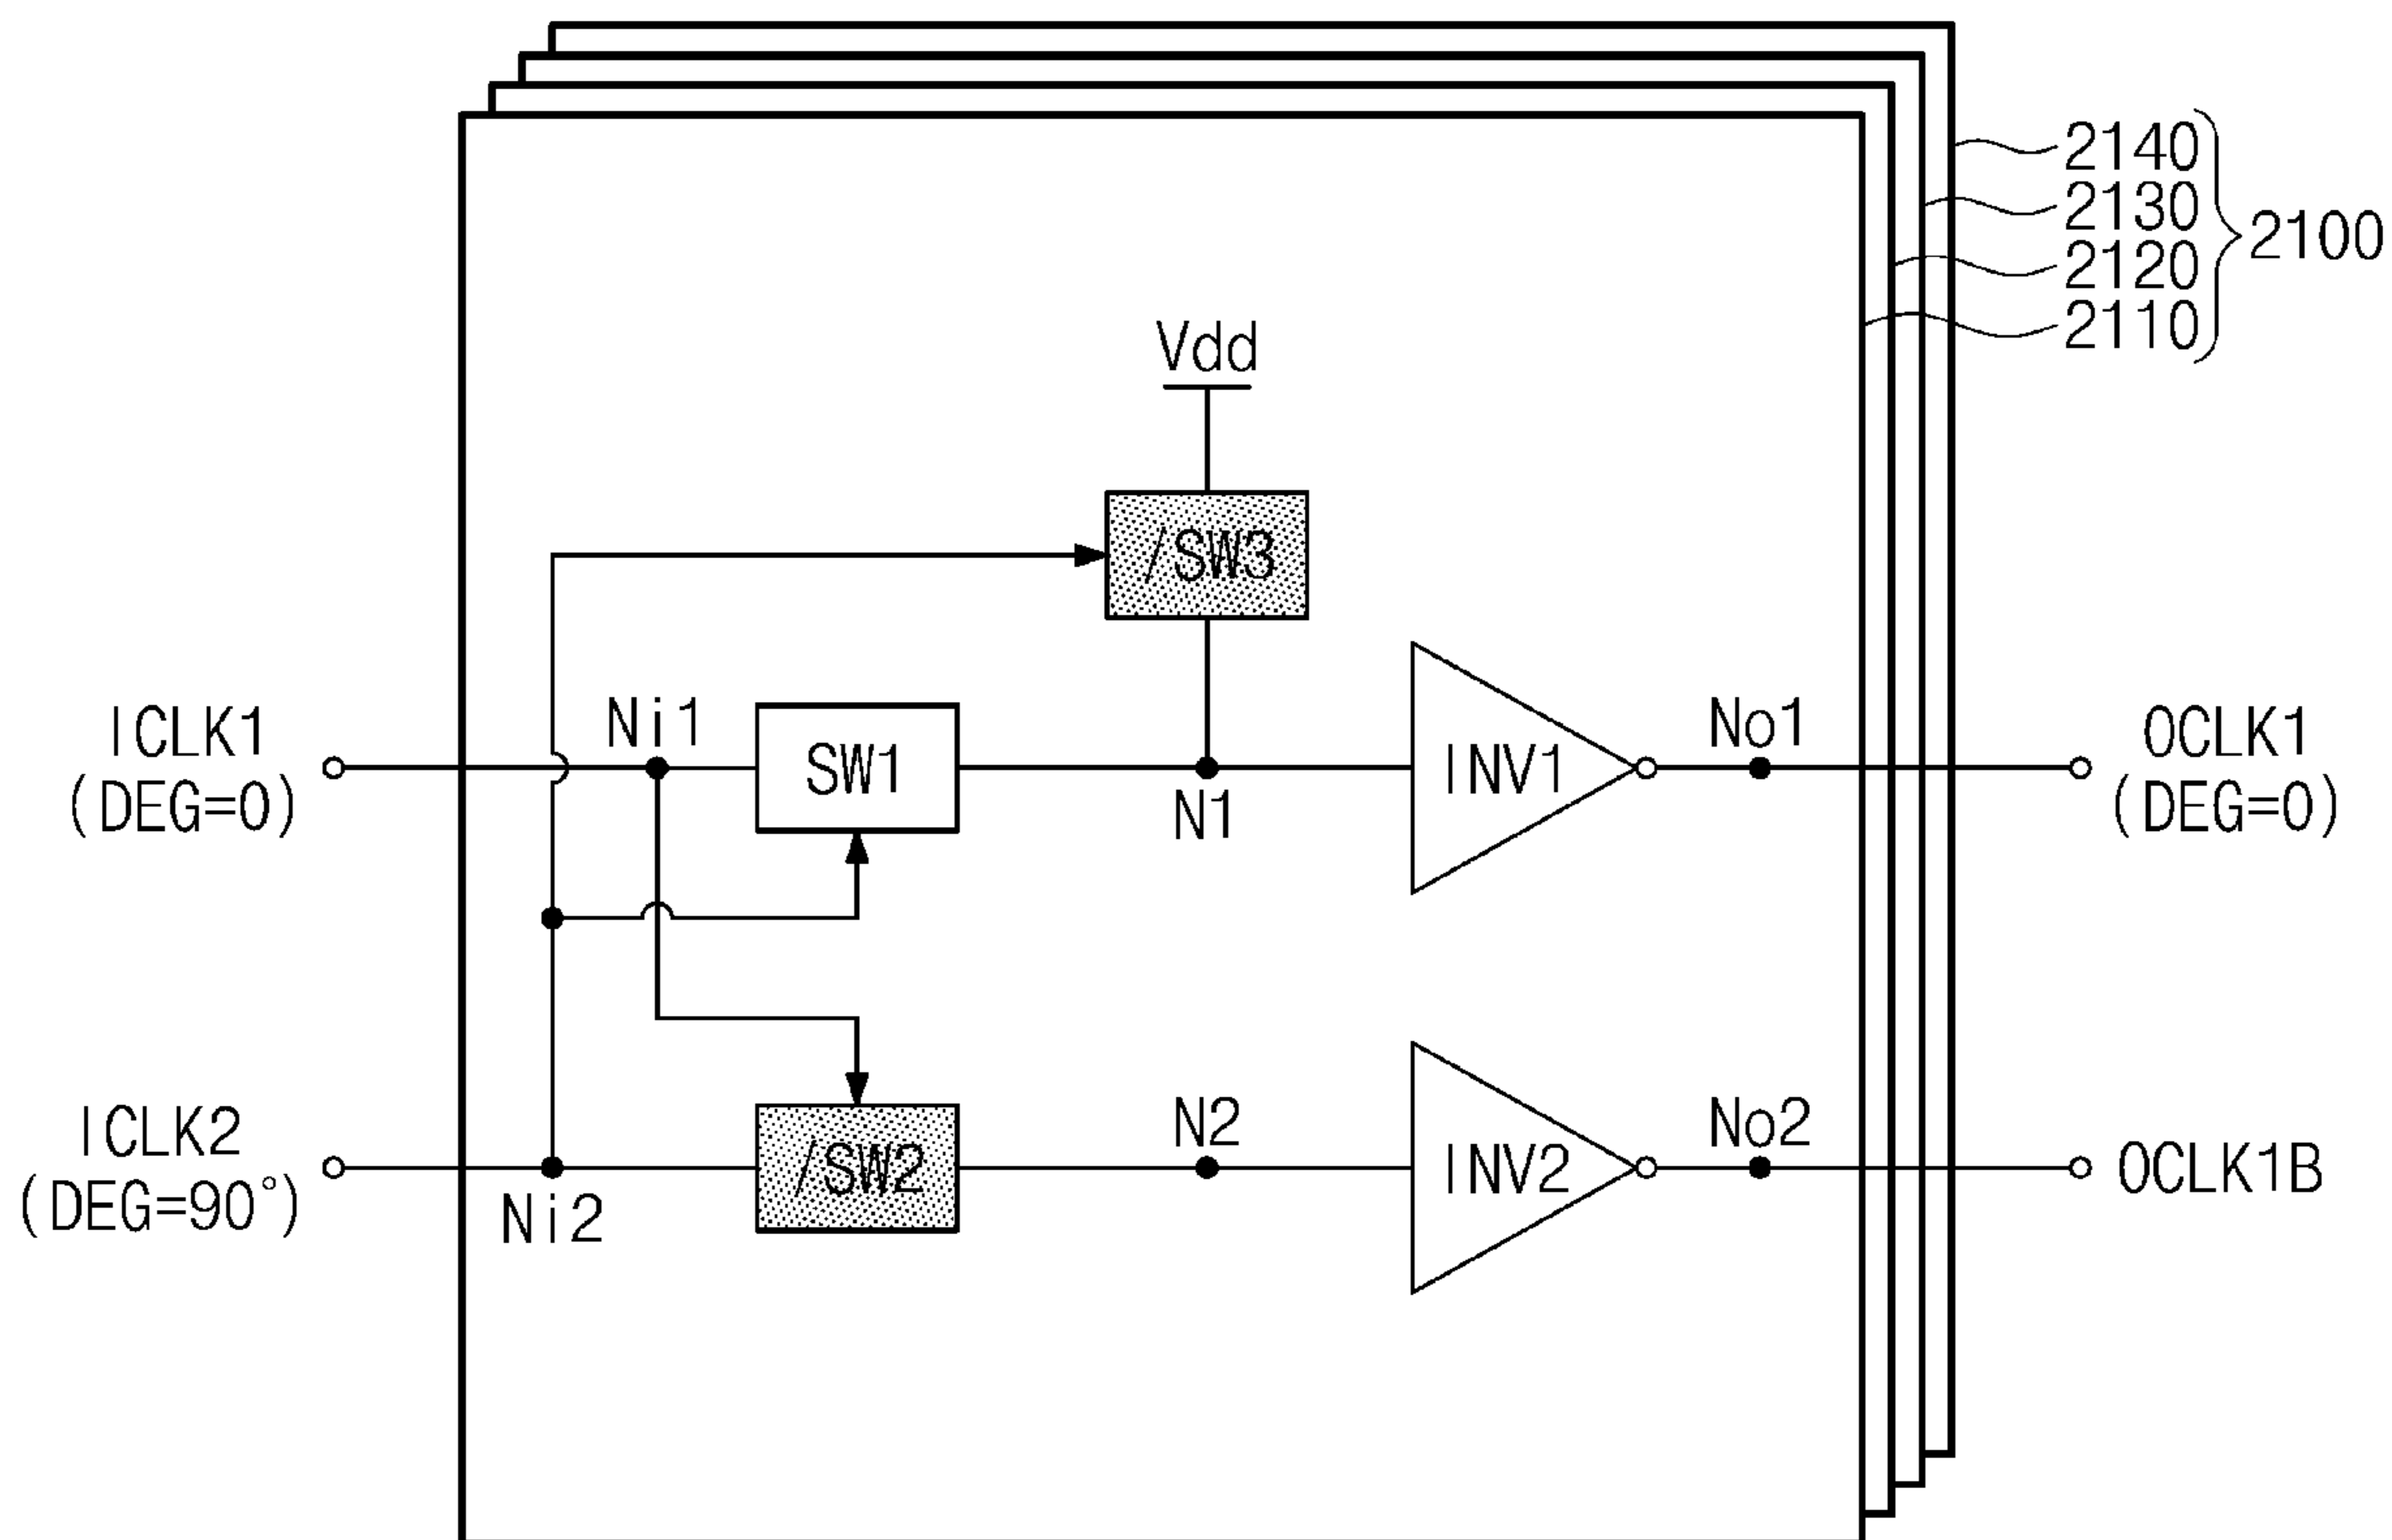 2140
2130
2120
2110
2100
Vdd
/SW3
ICLK1
(DEG=0)
Ni1
SW1
N1
INV1
No1
OCLK1
(DEG=0)
ICLK2
(DEG=90°)
Ni2
/SW2
N2
INV2
No2
OCLK1B